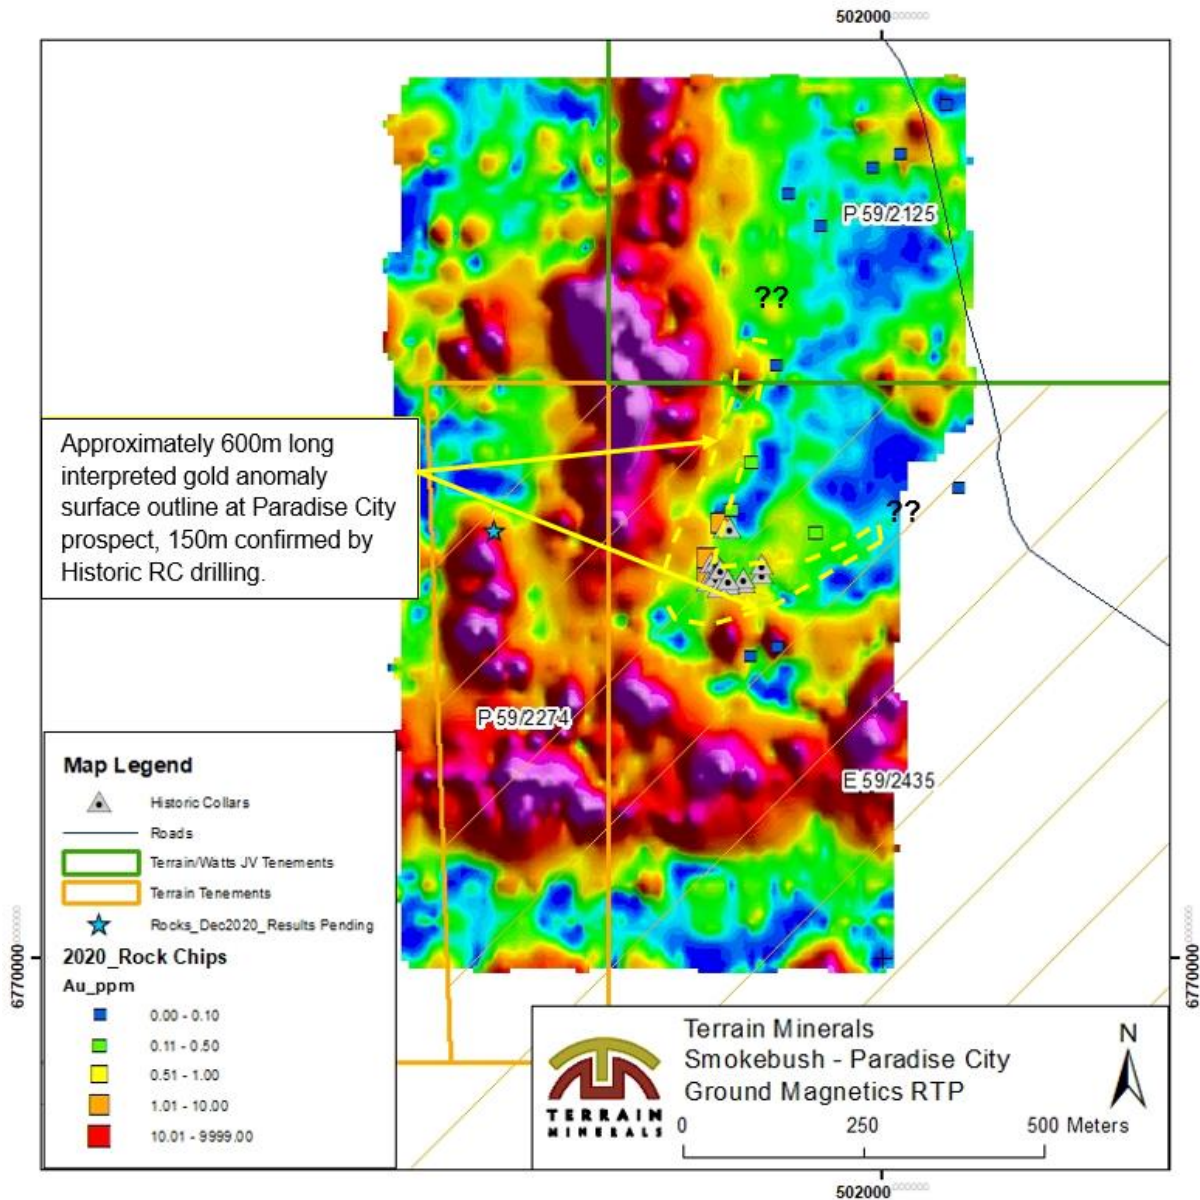 502000
P 59/2125
??
Approximately 600m long
interpreted gold anomaly
surface outline at Paradise City
prospect, 150m confirmed by
Historic RC drilling.
??
P 59/2274
E 59/2435
Map Legend
Historic Collars
Roads
Terrain/Watts JV Tenements
Terrain Tenements
Rocks_Dec2020_Results Pending
2020_Rock Chips
Au_ppm
0.00 - 0.10
0.11 - 0.50
0.51 - 1.00
1.01 - 10.00
10.01 - 9999.00
6770000
6770000
TERRAIN
MINERALS
Terrain Minerals
Smokebush - Paradise City
Ground Magnetics RTP
N
0 250 500 Meters
502000